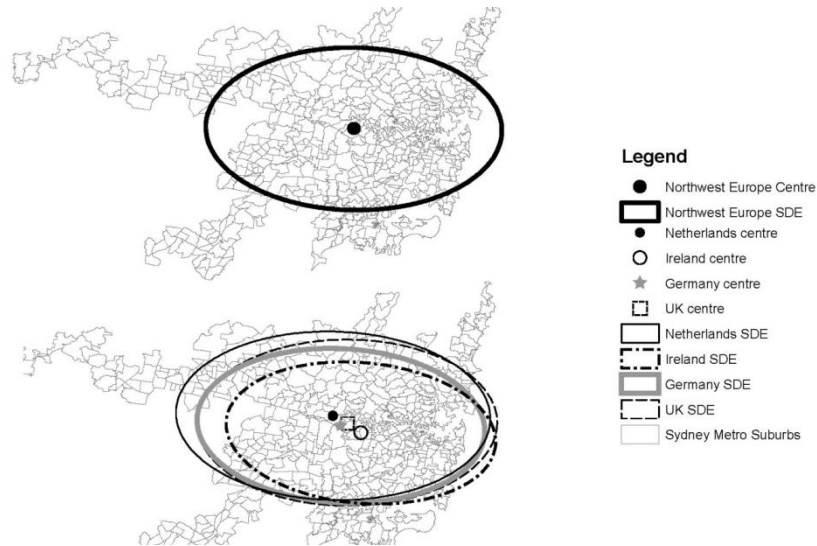 Legend
Northwest Europe Centre
Northwest Europe SDE
Netherlands centre
Ireland centre
Germany centre
UK centre
Netherlands SDE
Ireland SDE
Germany SDE
UK SDE
Sydney Metro Suburbs